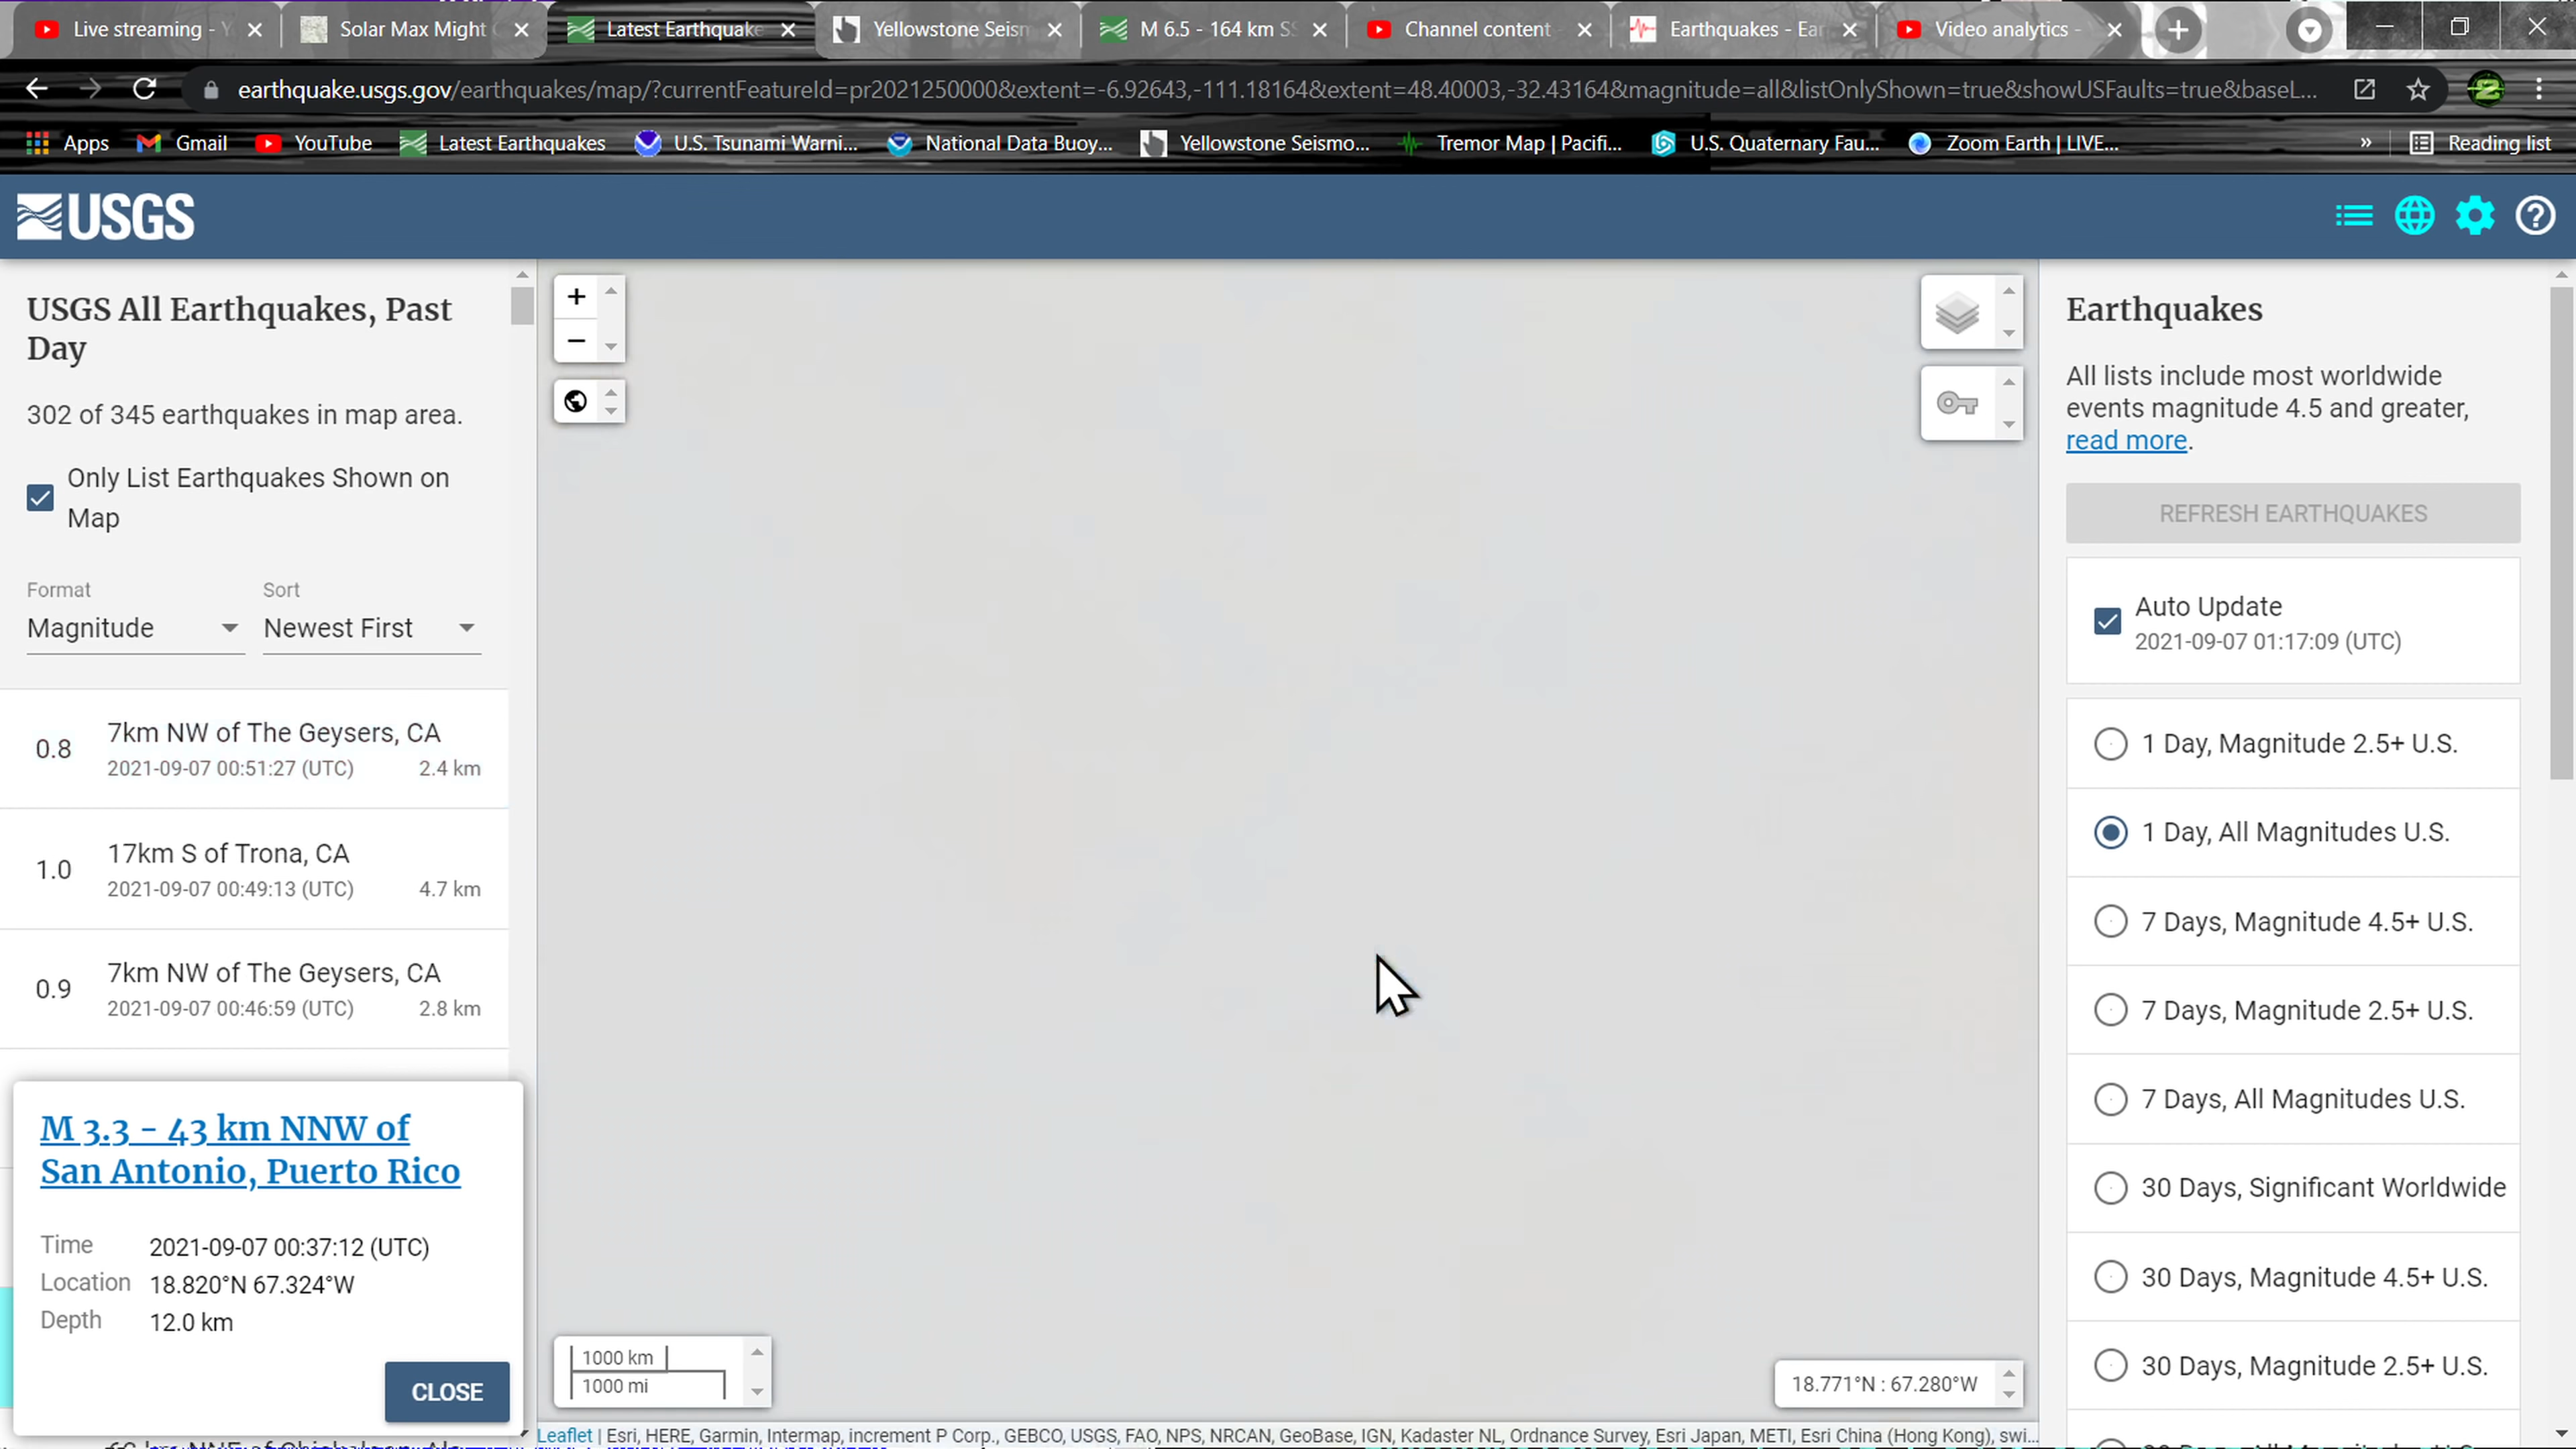 Live streaming - Y
Solar Max Might
Latest Earthquake
Yellowstone Seism
M 6.5 - 164 km SS
Channel content
Earthquakes - Ear
Video analytics -
earthquake.usgs.gov/earthquakes/map/?currentFeatureId=pr2021250000&extent=-6.92643,-111.18164&extent=48.40003,-32.43164&magnitude=all&listOnlyShown=true&showUSFaults=true&baseL...
Apps
Gmail
YouTube
Latest Earthquakes
U.S. Tsunami Warni...
National Data Buoy...
Yellowstone Seismo...
Tremor Map | Pacifi...
U.S. Quaternary Fau...
Zoom Earth | LIVE...
»
Reading list
USGS
USGS All Earthquakes, Past
Day
302 of 345 earthquakes in map area.
Only List Earthquakes Shown on
Map
Format
Sort
Magnitude
Newest First
0.8
7km NW of The Geysers, CA
2021-09-07 00:51:27 (UTC) 2.4 km
1.0
17km S of Trona, CA
2021-09-07 00:49:13 (UTC) 4.7 km
0.9
7km NW of The Geysers, CA
2021-09-07 00:46:59 (UTC) 2.8 km
M 3.3 - 43 km NNW of
San Antonio, Puerto Rico
Time 2021-09-07 00:37:12 (UTC)
Location 18.820°N 67.324°W
Depth 12.0 km
CLOSE
+
−
1000 km
1000 mi
18.771°N : 67.280°W
Leaflet | Esri, HERE, Garmin, Intermap, increment P Corp., GEBCO, USGS, FAO, NPS, NRCAN, GeoBase, IGN, Kadaster NL, Ordnance Survey, Esri Japan, METI, Esri China (Hong Kong), swi...
Earthquakes
All lists include most worldwide
events magnitude 4.5 and greater,
read more.
REFRESH EARTHQUAKES
Auto Update
2021-09-07 01:17:09 (UTC)
1 Day, Magnitude 2.5+ U.S.
1 Day, All Magnitudes U.S.
7 Days, Magnitude 4.5+ U.S.
7 Days, Magnitude 2.5+ U.S.
7 Days, All Magnitudes U.S.
30 Days, Significant Worldwide
30 Days, Magnitude 4.5+ U.S.
30 Days, Magnitude 2.5+ U.S.